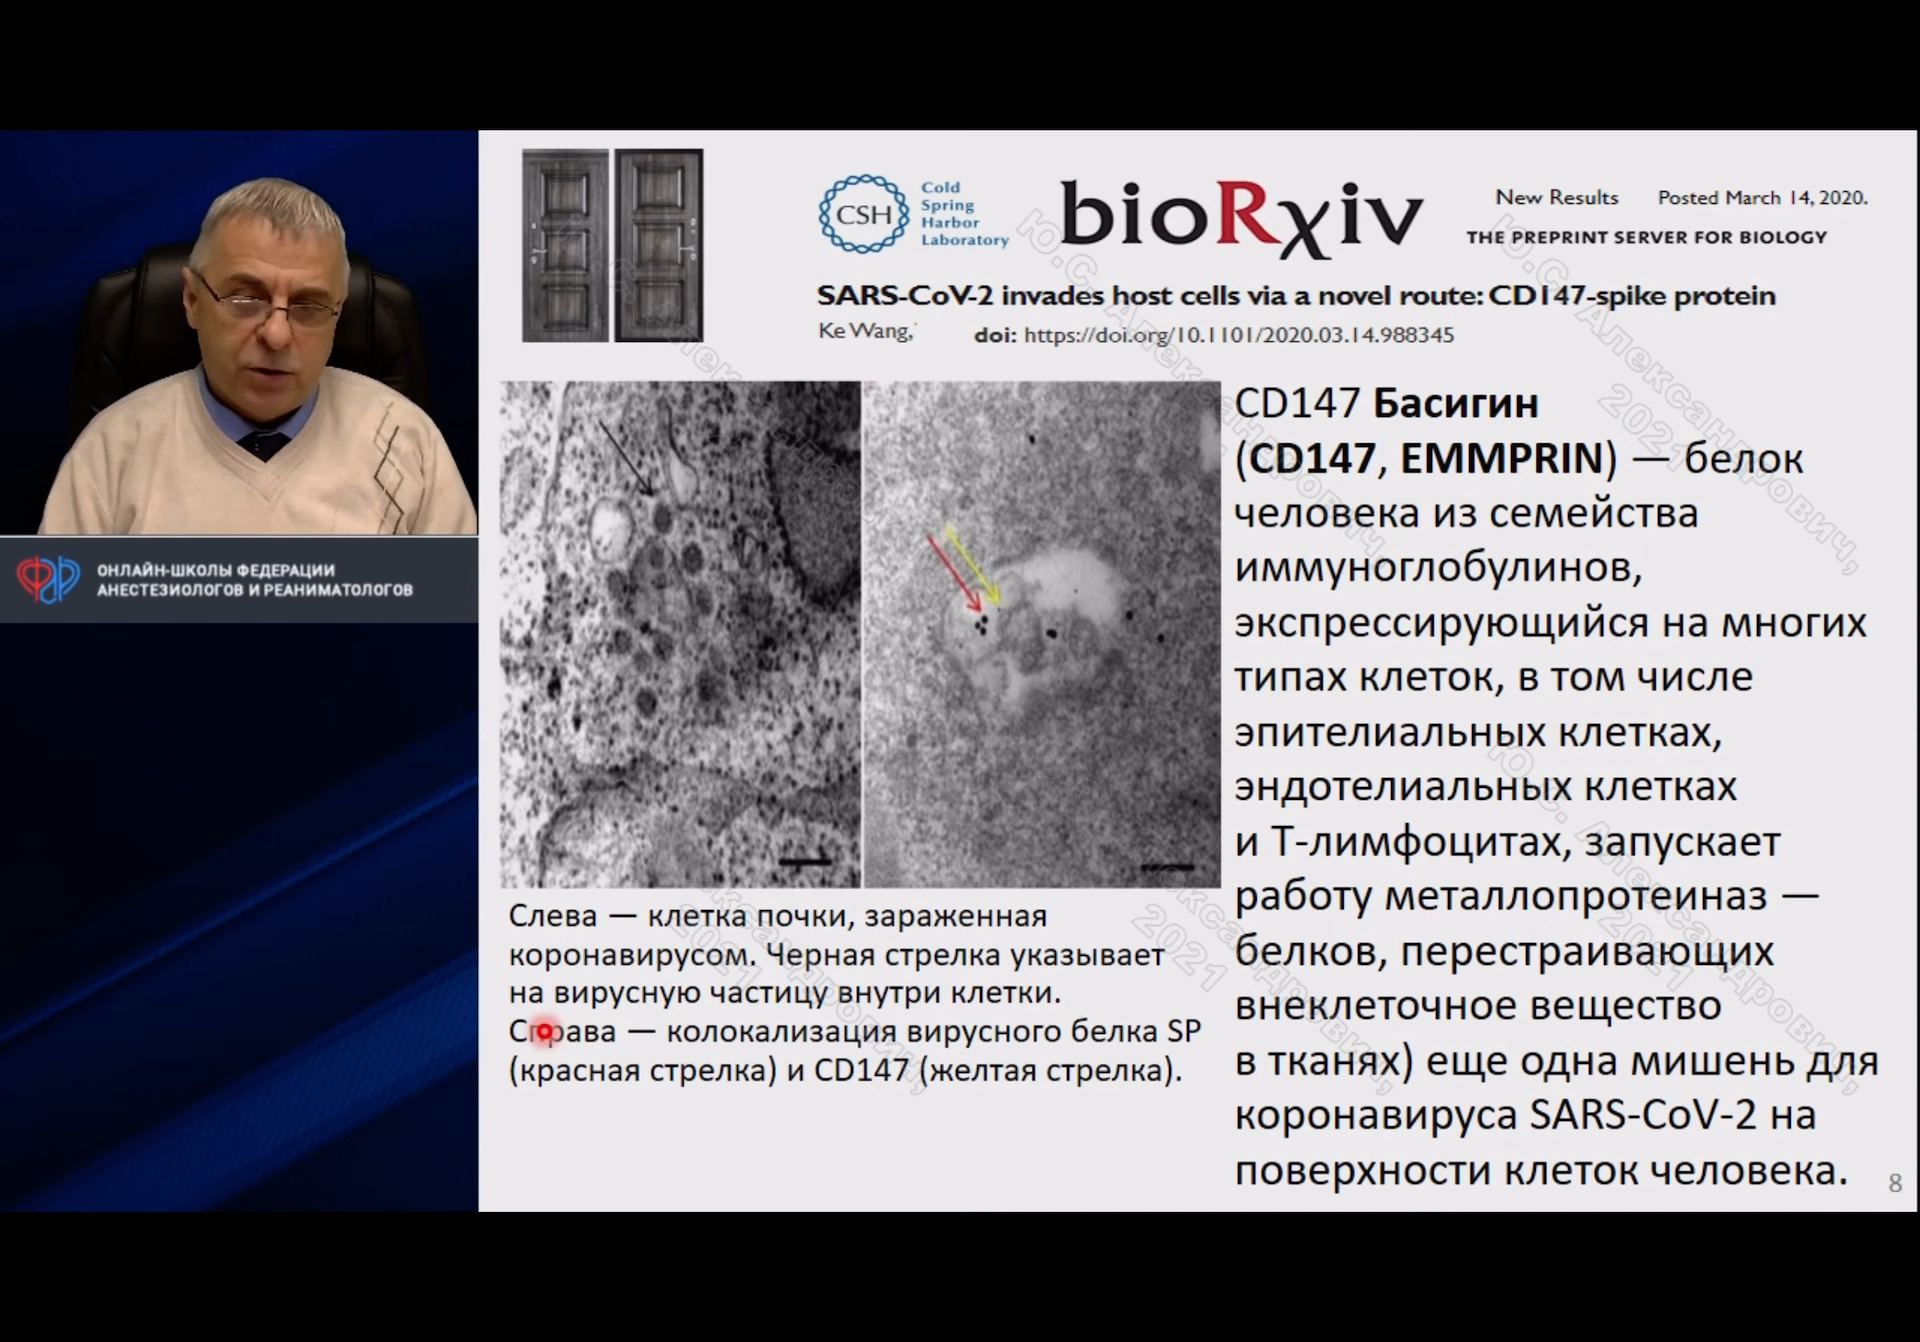 ОНЛАЙН-ШКОЛЫ ФЕДЕРАЦИИ
АНЕСТЕЗИОЛОГОВ И РЕАНИМАТОЛОГОВ
CSH
Cold
Spring
Harbor
Laboratory
bioRχiv
New Results Posted March 14, 2020.
THE PREPRINT SERVER FOR BIOLOGY
SARS-CoV-2 invades host cells via a novel route: CD147-spike protein
Ke Wang,
doi: https://doi.org/10.1101/2020.03.14.988345
Слева — клетка почки, зараженная
коронавирусом. Черная стрелка указывает
на вирусную частицу внутри клетки.
Справа — колокализация вирусного белка SP
(красная стрелка) и CD147 (желтая стрелка).
CD147 Басигин
(CD147, EMMPRIN) — белок
человека из семейства
иммуноглобулинов,
экспрессирующийся на многих
типах клеток, в том числе
эпителиальных клетках,
эндотелиальных клетках
и Т-лимфоцитах, запускает
работу металлопротеиназ —
белков, перестраивающих
внеклеточное вещество
в тканях) еще одна мишень для
коронавируса SARS-CoV-2 на
поверхности клеток человека.
8
Ю.С. Александрович,
2021